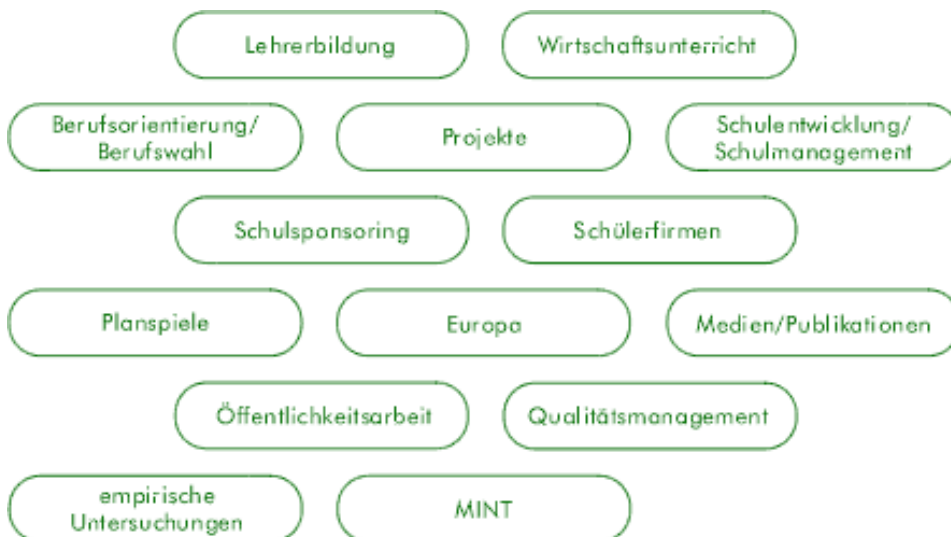 Lehrerbildung
Wirtschaftsunterricht
Berufsorientierung/
Berufswahl
Projekte
Schulentwicklung/
Schulmanagement
Schulsponsoring
Schülerfirmen
Planspiele
Europa
Medien/Publikationen
Öffentlichkeitsarbeit
Qualitätsmanagement
empirische
Untersuchungen
MINT